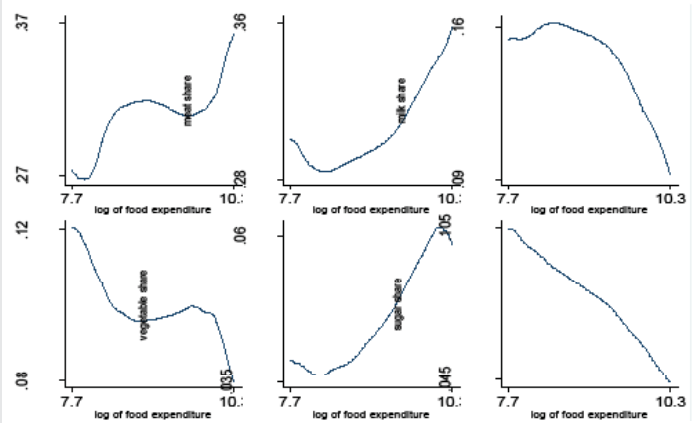 .37
.36
.16
meat share
milk share
.27
.28
.09
7.7 10.: 7.7 10.: 7.7 10.3
log of food expenditure log of food expenditure log of food expenditure
.12
.06
.105
vegetable share
sugar share
.08
.035
.045
7.7 10.: 7.7 10.: 7.7 10.3
log of food expenditure log of food expenditure log of food expenditure